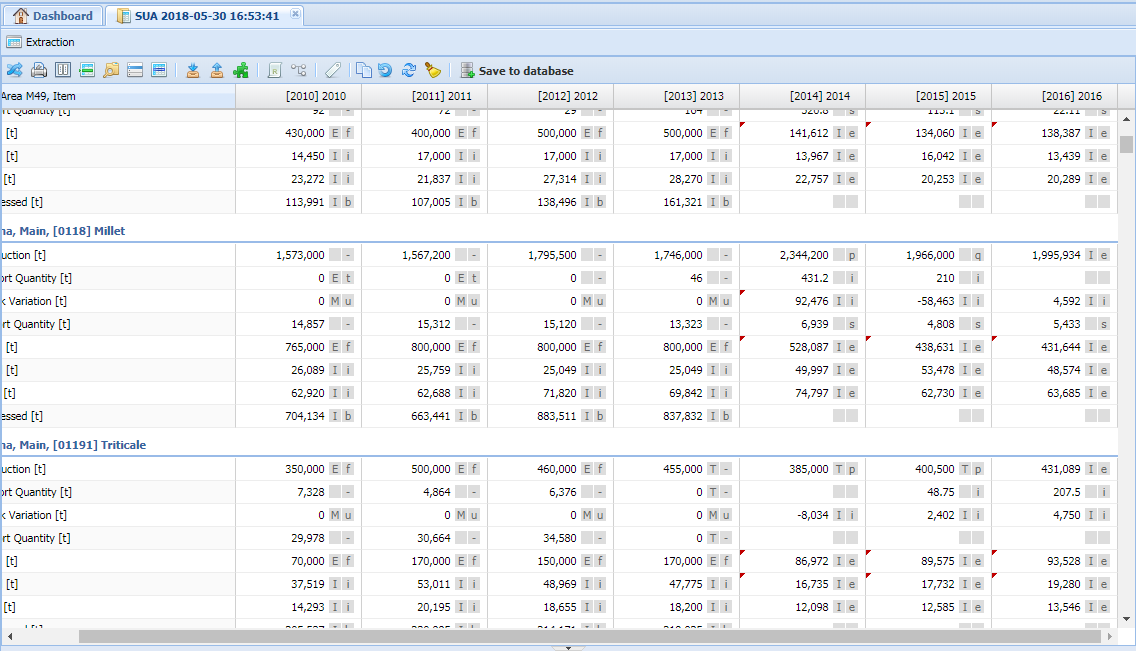 Dashboard SUA 2018-05-30 16:53:41
Extraction
Save to database
Area M49, Item [2010] 2010 [2011] 2011 [2012] 2012 [2013] 2013 [2014] 2014 [2015] 2015 [2016] 2016
rt Quantity [t] 92 - 72 - 29 - 164 - 320.8 s 113.1 s 22.11 s
[t] 430,000 E f 400,000 E f 500,000 E f 500,000 E f 141,612 I e 134,060 I e 138,387 I e
[t] 14,450 I i 17,000 I i 17,000 I i 17,000 I i 13,967 I e 16,042 I e 13,439 I e
[t] 23,272 I i 21,837 I i 27,314 I i 28,270 I i 22,757 I e 20,253 I e 20,289 I e
essed [t] 113,991 I b 107,005 I b 138,496 I b 161,321 I b
na, Main, [0118] Millet
uction [t] 1,573,000 - 1,567,200 - 1,795,500 - 1,746,000 - 2,344,200 p 1,966,000 q 1,995,934 I e
ort Quantity [t] 0 E t 0 E t 0 - 46 - 431.2 i 210 i
k Variation [t] 0 M u 0 M u 0 M u 0 M u 92,476 I i -58,463 I i 4,592 I i
rt Quantity [t] 14,857 - 15,312 - 15,120 - 13,323 - 6,939 s 4,808 s 5,433 s
[t] 765,000 E f 800,000 E f 800,000 E f 800,000 E f 528,087 I e 438,631 I e 431,644 I e
[t] 26,089 I i 25,759 I i 25,049 I i 25,049 I i 49,997 I e 53,478 I e 48,574 I e
[t] 62,920 I i 62,688 I i 71,820 I i 69,842 I i 74,797 I e 62,730 I e 63,685 I e
essed [t] 704,134 I b 663,441 I b 883,511 I b 837,832 I b
na, Main, [01191] Triticale
uction [t] 350,000 E f 500,000 E f 460,000 E f 455,000 T - 385,000 T p 400,500 T p 431,089 I e
ort Quantity [t] 7,328 - 4,864 - 6,376 - 0 T - 48.75 i 207.5 i
k Variation [t] 0 M u 0 M u 0 M u 0 M u -8,034 I i 2,402 I i 4,750 I i
rt Quantity [t] 29,978 - 30,664 - 34,580 - 0 T -
[t] 70,000 E f 170,000 E f 150,000 E f 170,000 E f 86,972 I e 89,575 I e 93,528 I e
[t] 37,519 I i 53,011 I i 48,969 I i 47,775 I i 16,735 I e 17,732 I e 19,280 I e
[t] 14,293 I i 20,195 I i 18,655 I i 18,200 I i 12,098 I e 12,585 I e 13,546 I e